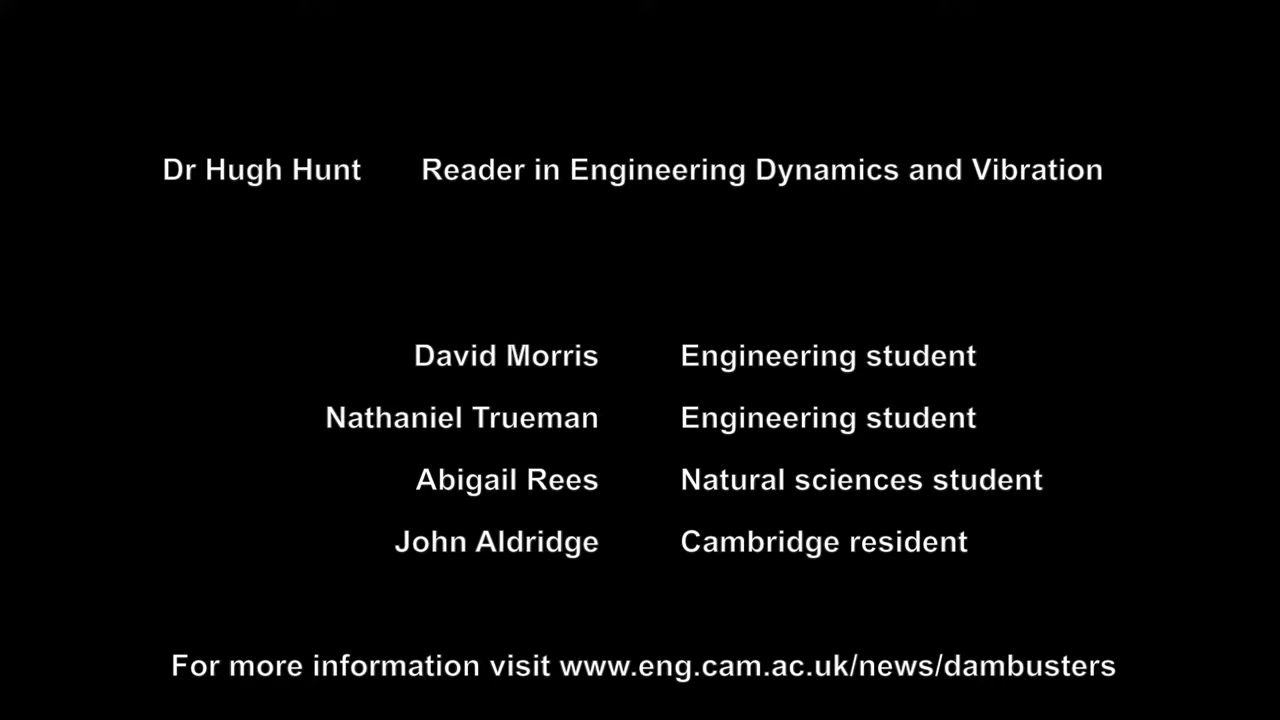 Dr Hugh Hunt Reader in Engineering Dynamics and Vibration
David Morris Engineering student
Nathaniel Trueman Engineering student
Abigail Rees Natural sciences student
John Aldridge Cambridge resident
For more information visit www.eng.cam.ac.uk/news/dambusters